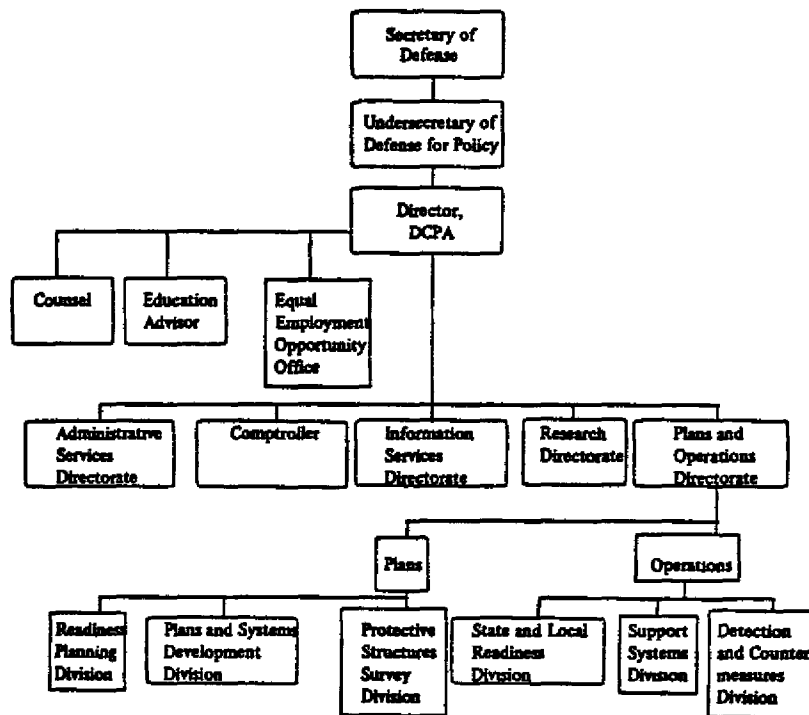 Secretary of
Defense
Undersecretary of
Defense for Policy
Director,
DCPA
Counsel
Education
Advisor
Equal
Employment
Opportunity
Office
Administrative
Services
Directorate
Comptroller
Information
Services
Directorate
Research
Directorate
Plans and
Operations
Directorate
Plans
Operations
Readiness
Planning
Division
Plans and Systems
Development
Division
Protective
Structures
Survey
Division
State and Local
Readiness
Division
Support
Systems
Division
Detection
and Counter
measures
Division